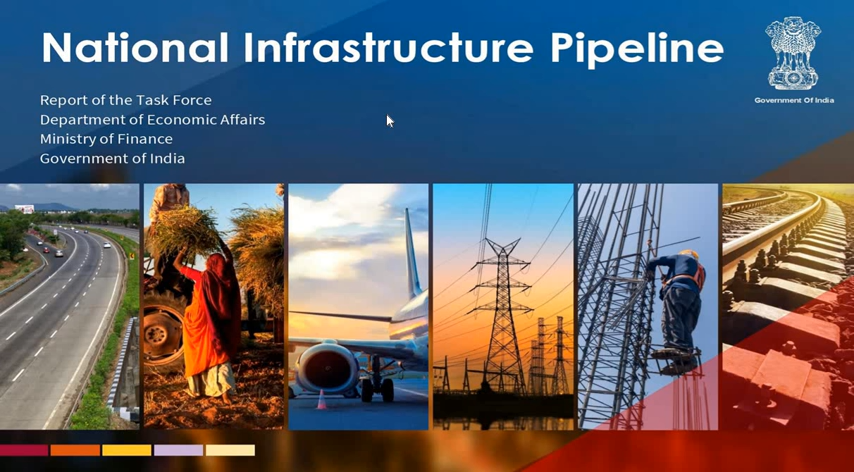 National Infrastructure Pipeline
Government Of India
Report of the Task Force
Department of Economic Affairs
Ministry of Finance
Government of India